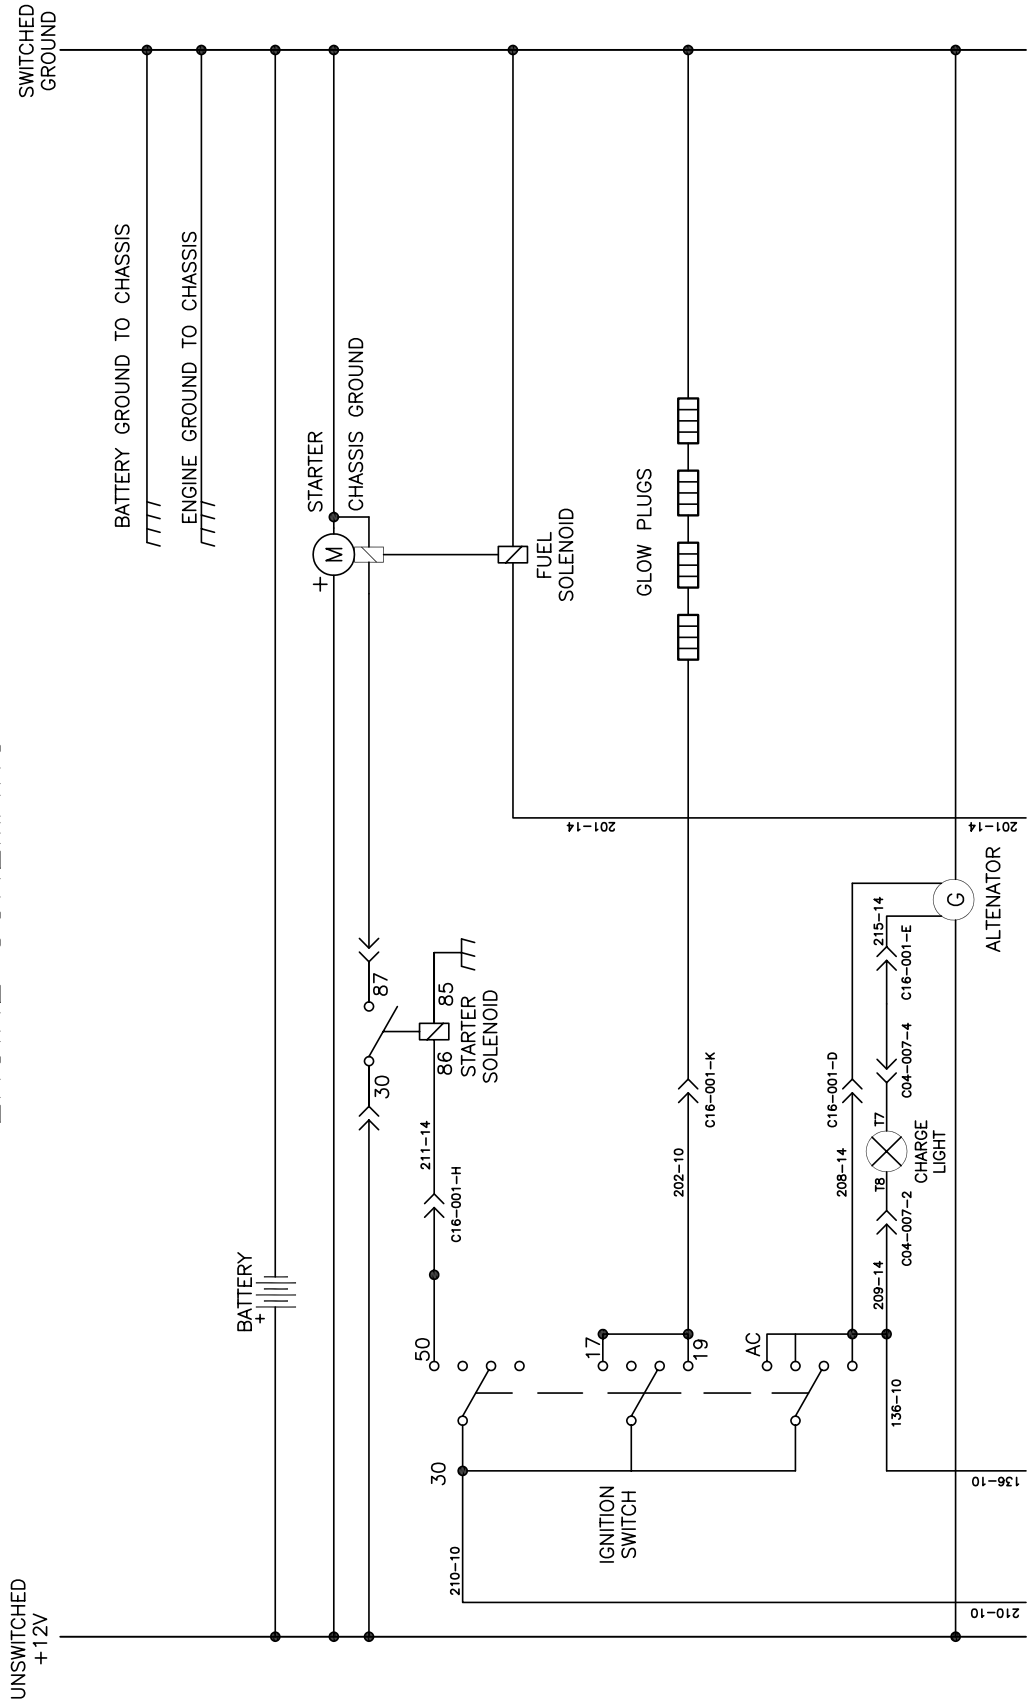 SWITCHED
GROUND
BATTERY GROUND TO CHASSIS
ENGINE GROUND TO CHASSIS
STARTER
CHASSIS GROUND
+
M
FUEL
SOLENOID
GLOW PLUGS
201-14
201-14
G
ALTENATOR
215-14
C16-001-E
87
30
85
86
STARTER
SOLENOID
211-14
C16-001-H
C16-001-K
202-10
C16-001-D
208-14
C04-007-4
T7
CHARGE
LIGHT
T8
C04-007-2
209-14
BATTERY
+
50
17
19
AC
136-10
136-10
30
IGNITION
SWITCH
210-10
210-10
UNSWITCHED
+12V